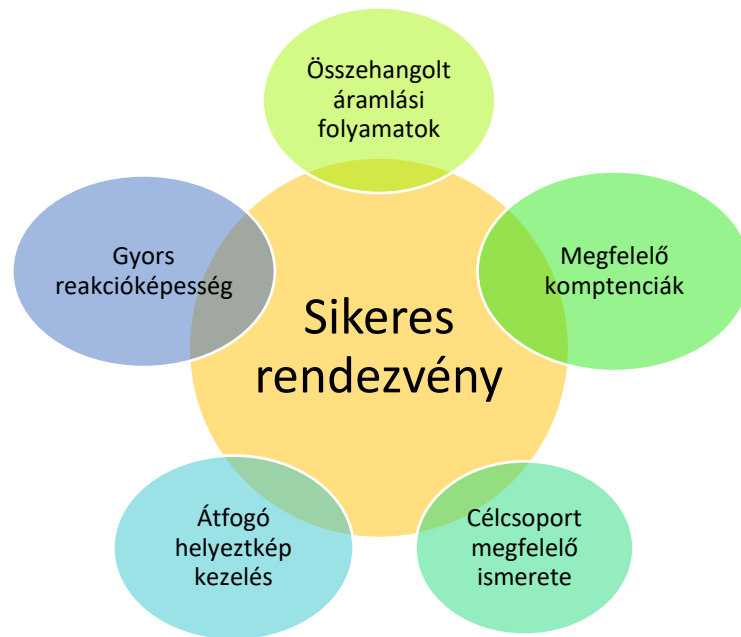 Összehangolt
áramlási
folyamatok
Gyors
reakcióképesség
Megfelelő
komptenciák
Sikeres
rendezvény
Átfogó
helyeztkép
kezelés
Célcsoport
megfelelő
ismerete